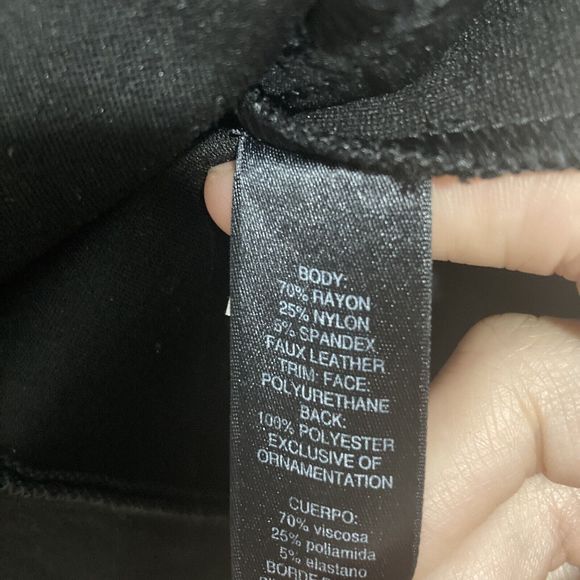 BODY:
70% RAYON
25% NYLON
5% SPANDEX
FAUX LEATHER
TRIM: FACE:
POLYURETHANE
BACK:
100% POLYESTER
EXCLUSIVE OF
ORNAMENTATION
CUERPO:
70% viscosa
25% poliamida
5% elastano
BORDE